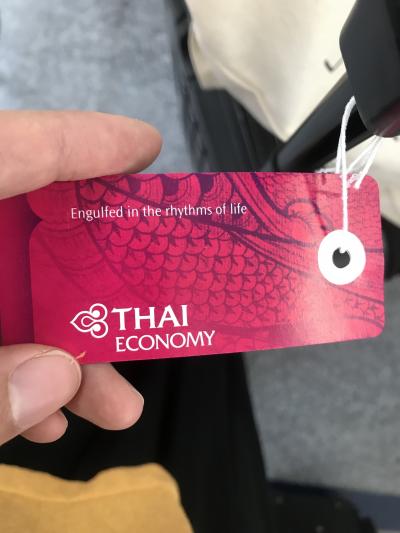 Engulfed in the rhythms of life
THAI
ECONOMY